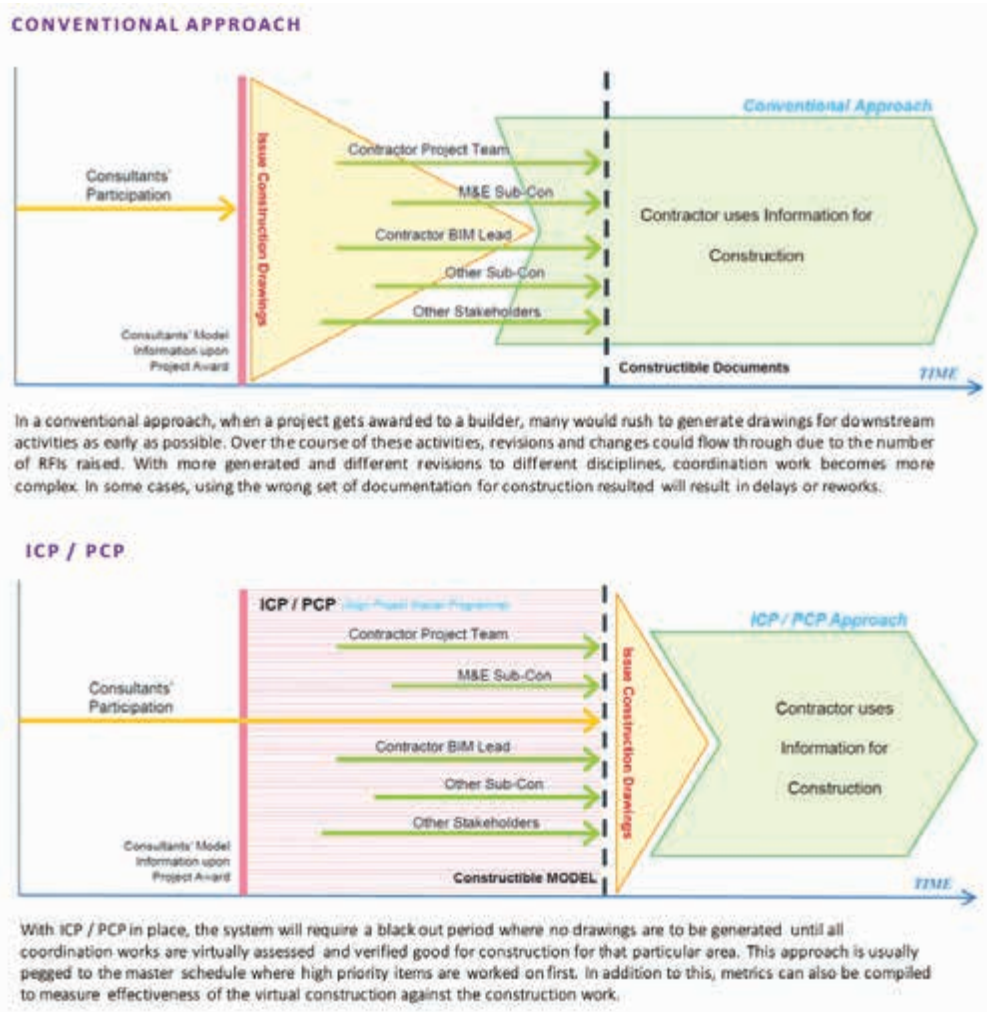 CONVENTIONAL APPROACH
Conventional Approach
Issue Construction Drawings
Contractor Project Team
Consultants'
Participation
M&E Sub-Con
Contractor uses Information for
Construction
Contractor BIM Lead
Other Sub-Con
Other Stakeholders
Consultants' Model
Information upon
Project Award
Constructible Documents
TIME
In a conventional approach, when a project gets awarded to a builder, many would rush to generate drawings for downstream
activities as early as possible. Over the course of these activities, revisions and changes could flow through due to the number
of RFIs raised. With more generated and different revisions to different disciplines, coordination work becomes more
complex. In some cases, using the wrong set of documentation for construction resulted will result in delays or reworks.
ICP / PCP
ICP / PCP
ICP / PCP Approach
Contractor Project Team
M&E Sub-Con
Consultants'
Participation
Issue Construction Drawings
Contractor uses
Information for
Construction
Contractor BIM Lead
Other Sub-Con
Other Stakeholders
Consultants' Model
Information upon
Project Award
Constructible MODEL
TIME
With ICP / PCP in place, the system will require a black out period where no drawings are to be generated until all
coordination works are virtually assessed and verified good for construction for that particular area. This approach is usually
pegged to the master schedule where high priority items are worked on first. In addition to this, metrics can also be compiled
to measure effectiveness of the virtual construction against the construction work.